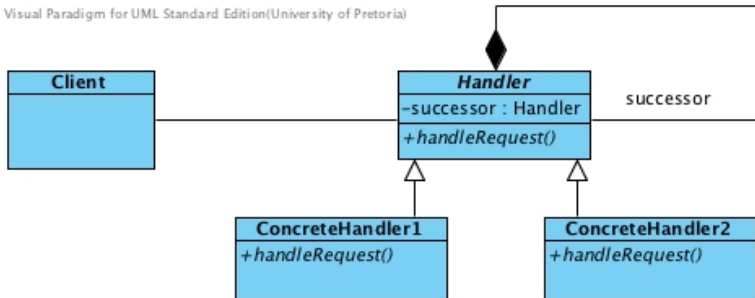 Visual Paradigm for UML Standard Edition(University of Pretoria)
Client
Handler
-successor : Handler
+handleRequest()
successor
ConcreteHandler1
+handleRequest()
ConcreteHandler2
+handleRequest()